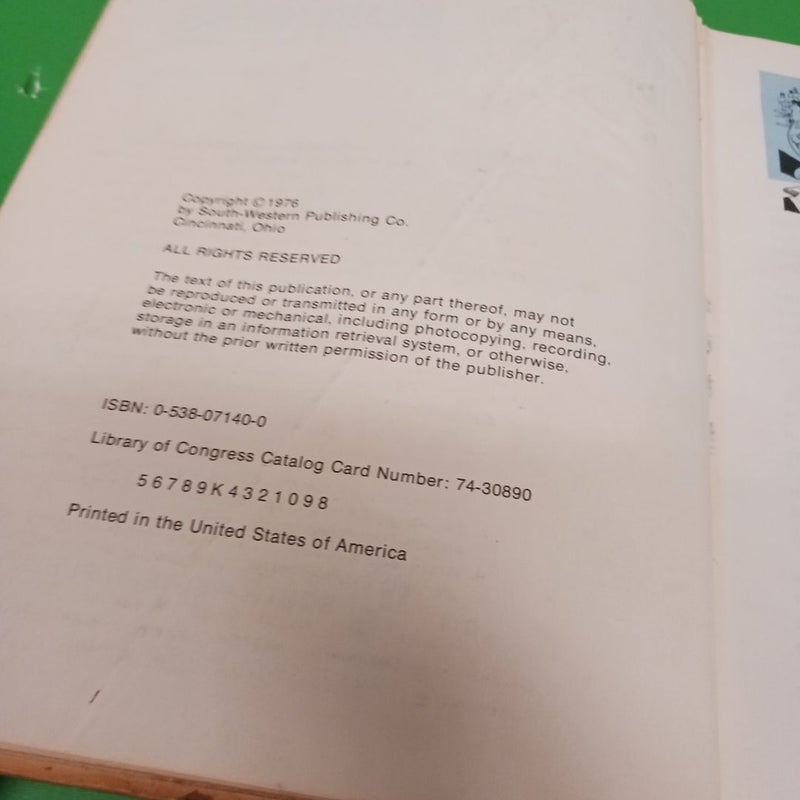 Copyright © 1976
by South-Western Publishing Co.
Cincinnati, Ohio
ALL RIGHTS RESERVED
The text of this publication, or any part thereof, may not
be reproduced or transmitted in any form or by any means,
electronic or mechanical, including photocopying, recording,
storage in an information retrieval system, or otherwise,
without the prior written permission of the publisher.
ISBN: 0-538-07140-0
Library of Congress Catalog Card Number: 74-30890
5 6 7 8 9 K 4 3 2 1 0 9 8
Printed in the United States of America